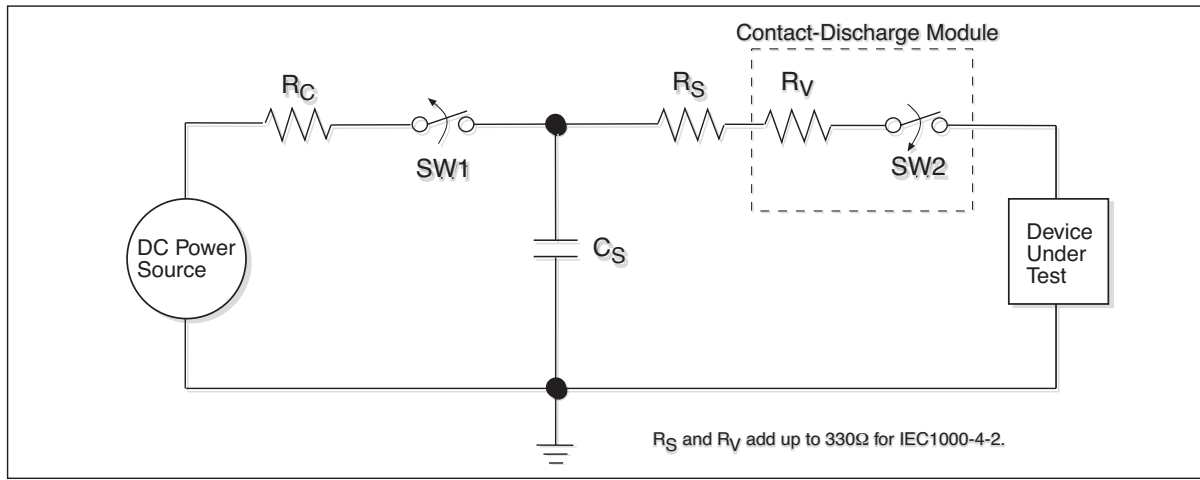 Contact-Discharge Module
RC
RS
RV
SW1
SW2
DC Power
Source
CS
Device
Under
Test
RS and RV add up to 330Ω for IEC1000-4-2.